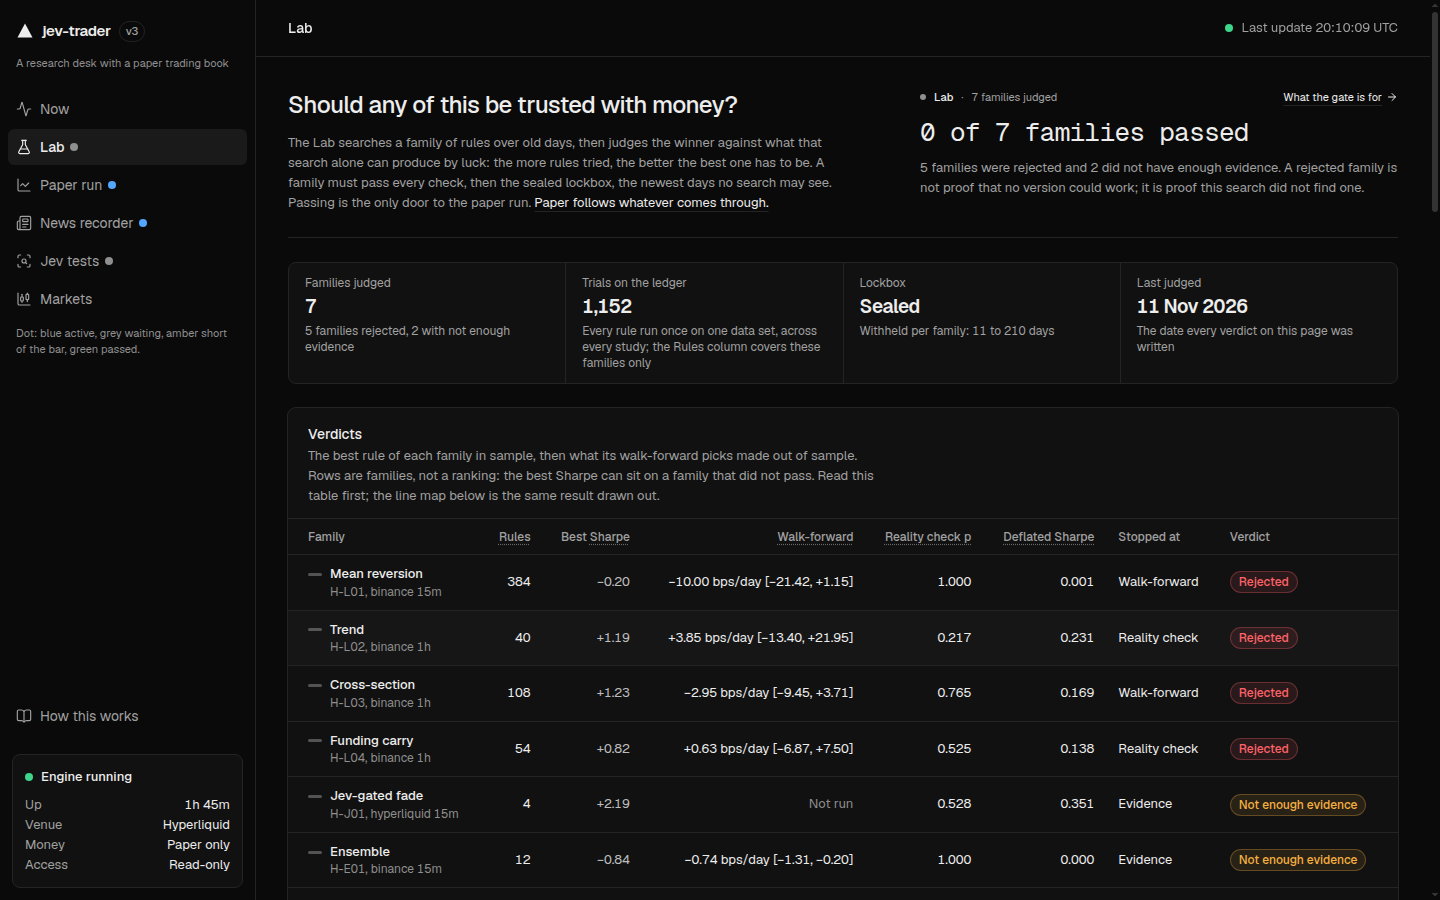 jev-trader v3
A research desk with a paper trading book
Now
Lab
Paper run
News recorder
Jev tests
Markets
Dot: blue active, grey waiting, amber short
of the bar, green passed.
How this works
Engine running
Up 1h 45m
Venue Hyperliquid
Money Paper only
Access Read-only
Lab
Last update 20:10:09 UTC
Should any of this be trusted with money?
The Lab searches a family of rules over old days, then judges the winner against what that
search alone can produce by luck: the more rules tried, the better the best one has to be. A
family must pass every check, then the sealed lockbox, the newest days no search may see.
Passing is the only door to the paper run. Paper follows whatever comes through.
Lab · 7 families judged
What the gate is for →
0 of 7 families passed
5 families were rejected and 2 did not have enough evidence. A rejected family is
not proof that no version could work; it is proof this search did not find one.
Families judged
7
5 families rejected, 2 with not enough
evidence
Trials on the ledger
1,152
Every rule run once on one data set, across
every study; the Rules column covers these
families only
Lockbox
Sealed
Withheld per family: 11 to 210 days
Last judged
11 Nov 2026
The date every verdict on this page was
written
Verdicts
The best rule of each family in sample, then what its walk-forward picks made out of sample.
Rows are families, not a ranking: the best Sharpe can sit on a family that did not pass. Read this
table first; the line map below is the same result drawn out.
Family Rules Best Sharpe Walk-forward Reality check p Deflated Sharpe Stopped at Verdict
Mean reversion 384 −0.20 −10.00 bps/day [−21.42, +1.15] 1.000 0.001 Walk-forward Rejected
H-L01, binance 15m
Trend 40 +1.19 +3.85 bps/day [−13.40, +21.95] 0.217 0.231 Reality check Rejected
H-L02, binance 1h
Cross-section 108 +1.23 −2.95 bps/day [−9.45, +3.71] 0.765 0.169 Walk-forward Rejected
H-L03, binance 1h
Funding carry 54 +0.82 +0.63 bps/day [−6.87, +7.50] 0.525 0.138 Reality check Rejected
H-L04, binance 1h
Jev-gated fade 4 +2.19 Not run 0.528 0.351 Evidence Not enough evidence
H-J01, hyperliquid 15m
Ensemble 12 −0.84 −0.74 bps/day [−1.31, −0.20] 1.000 0.000 Evidence Not enough evidence
H-E01, binance 15m